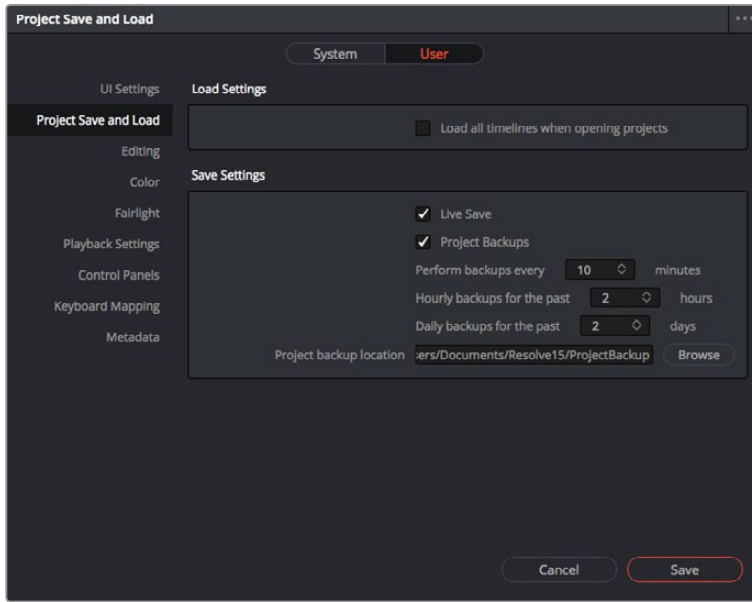 Project Save and Load
System User
UI Settings
Project Save and Load
Editing
Color
Fairlight
Playback Settings
Control Panels
Keyboard Mapping
Metadata
Load Settings
Load all timelines when opening projects
Save Settings
Live Save
Project Backups
Perform backups every 10 minutes
Hourly backups for the past 2 hours
Daily backups for the past 2 days
Project backup location ers/Documents/Resolve15/ProjectBackup Browse
Cancel Save